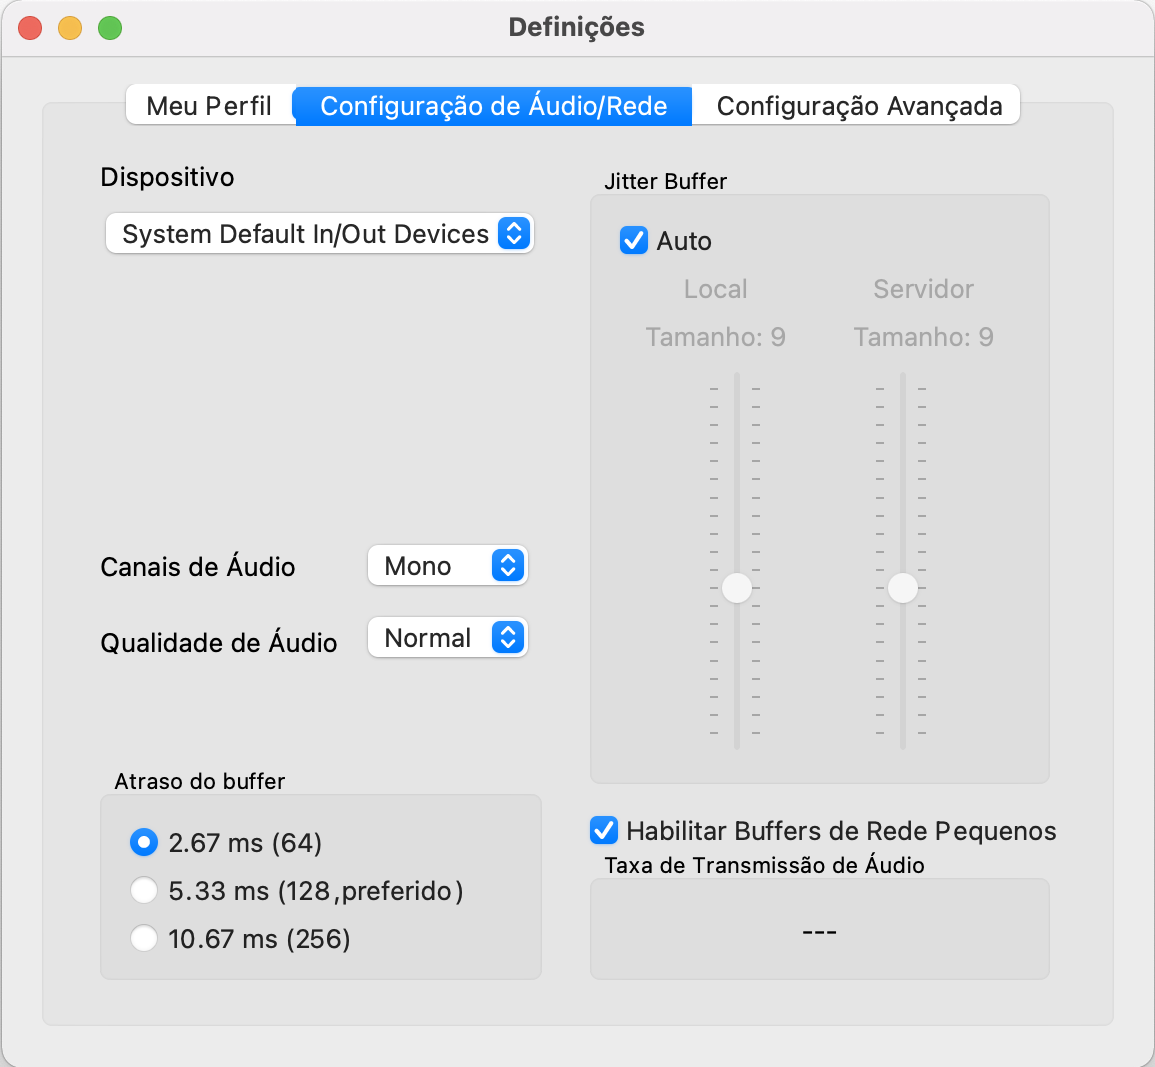 Definições
Meu Perfil
Configuração de Áudio/Rede
Configuração Avançada
Dispositivo
System Default In/Out Devices
Canais de Áudio
Mono
Qualidade de Áudio
Normal
Atraso do buffer
2.67 ms (64)
5.33 ms (128,preferido)
10.67 ms (256)
Jitter Buffer
Auto
Local
Servidor
Tamanho: 9
Tamanho: 9
Habilitar Buffers de Rede Pequenos
Taxa de Transmissão de Áudio
---